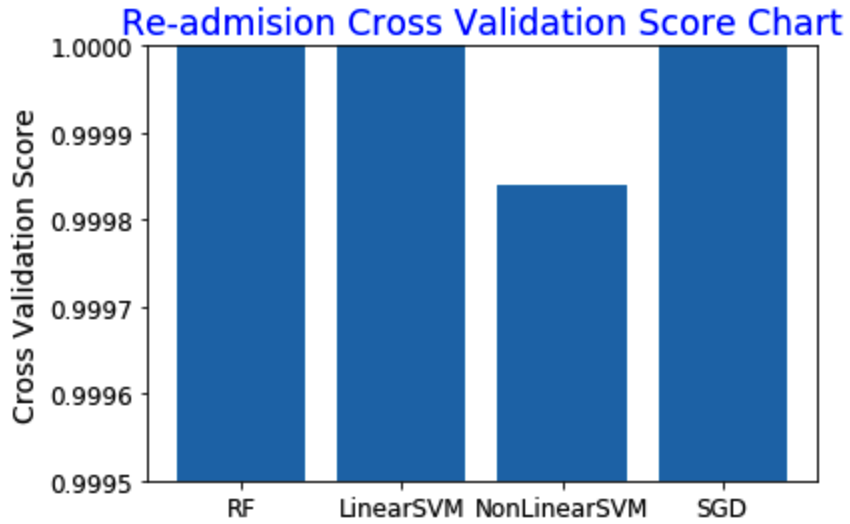 Re-admision Cross Validation Score Chart
Cross Validation Score
1.0000
0.9999
0.9998
0.9997
0.9996
0.9995
RF LinearSVM NonLinearSVM SGD